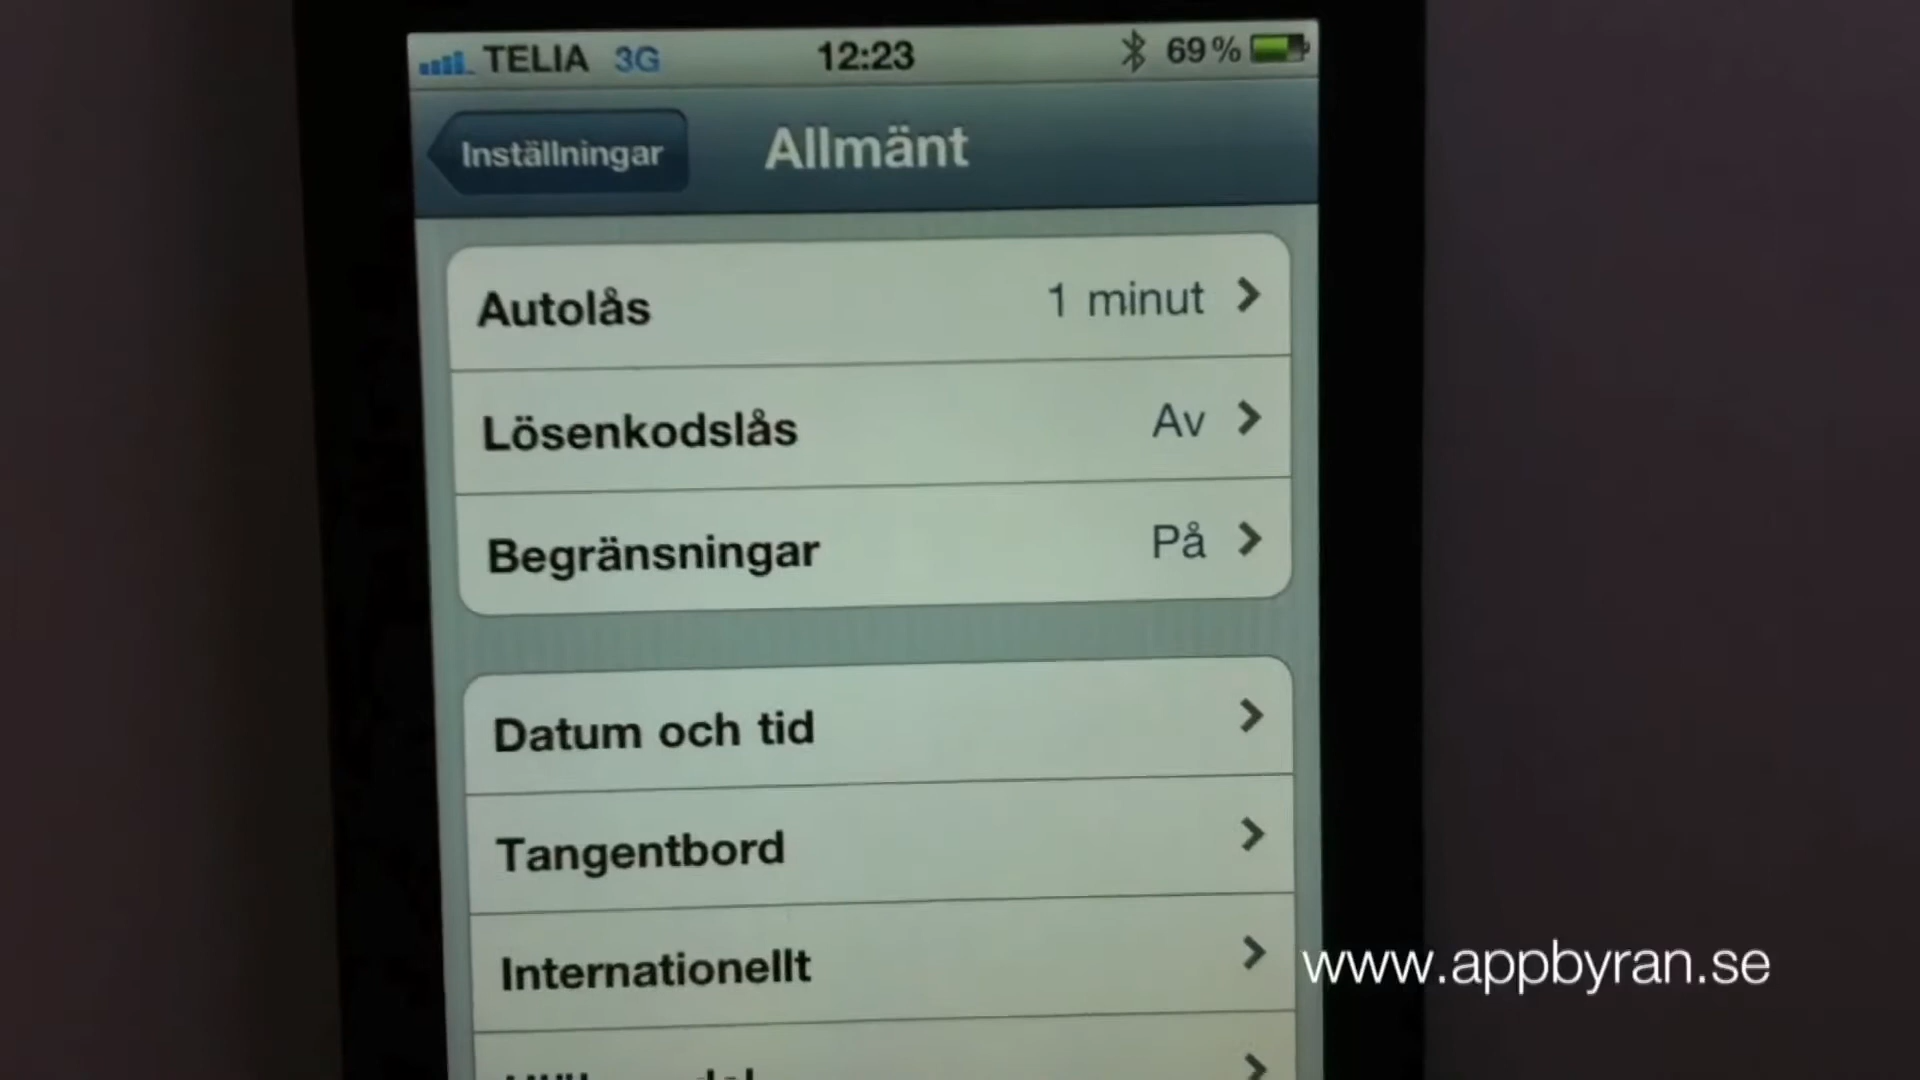 TELIA 3G 12:23 69%
Inställningar Allmänt
Autolås 1 minut
Lösenkodslås Av
Begränsningar På
Datum och tid
Tangentbord
Internationellt
www.appbyran.se